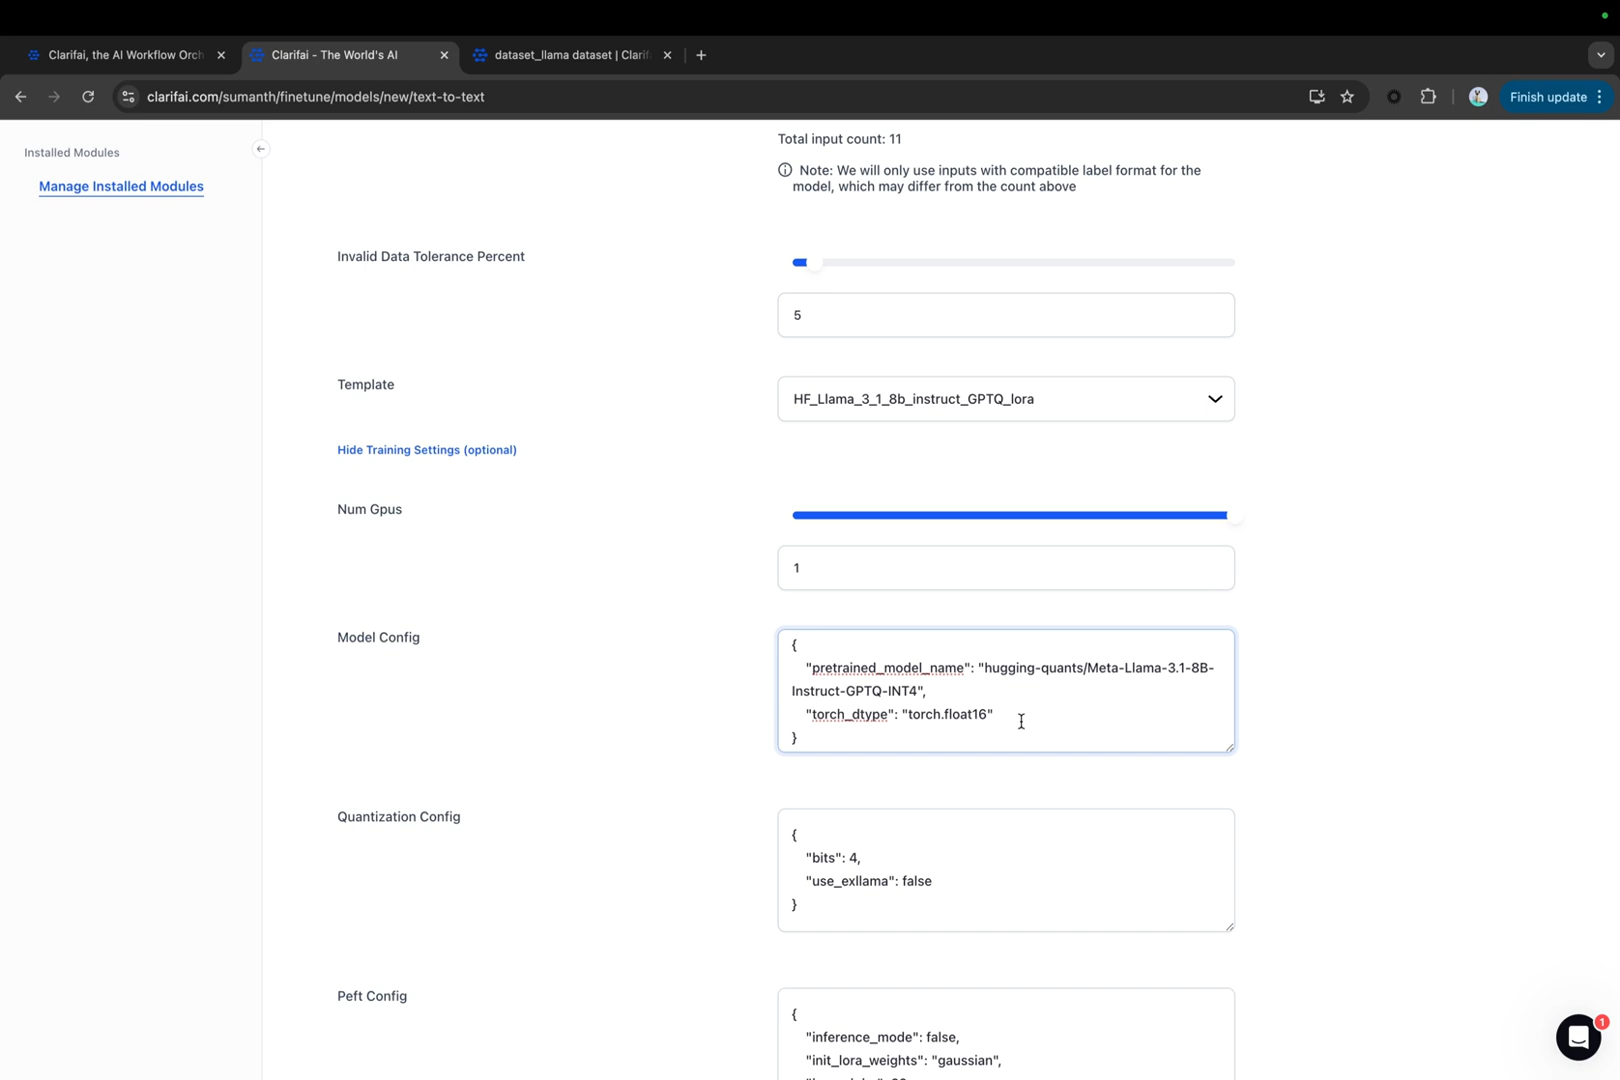 Clarifai, the AI Workflow Orch
Clarifai - The World's AI
dataset_llama dataset | Clarif
clarifai.com/sumanth/finetune/models/new/text-to-text
Finish update
Installed Modules
Manage Installed Modules
Total input count: 11
Note: We will only use inputs with compatible label format for the
model, which may differ from the count above
Invalid Data Tolerance Percent
5
Template
HF_Llama_3_1_8b_instruct_GPTQ_lora
Hide Training Settings (optional)
Num Gpus
1
Model Config
{
"pretrained_model_name": "hugging-quants/Meta-Llama-3.1-8B-
Instruct-GPTQ-INT4",
"torch_dtype": "torch.float16"
}
Quantization Config
{
"bits": 4,
"use_exllama": false
}
Peft Config
{
"inference_mode": false,
"init_lora_weights": "gaussian",
1